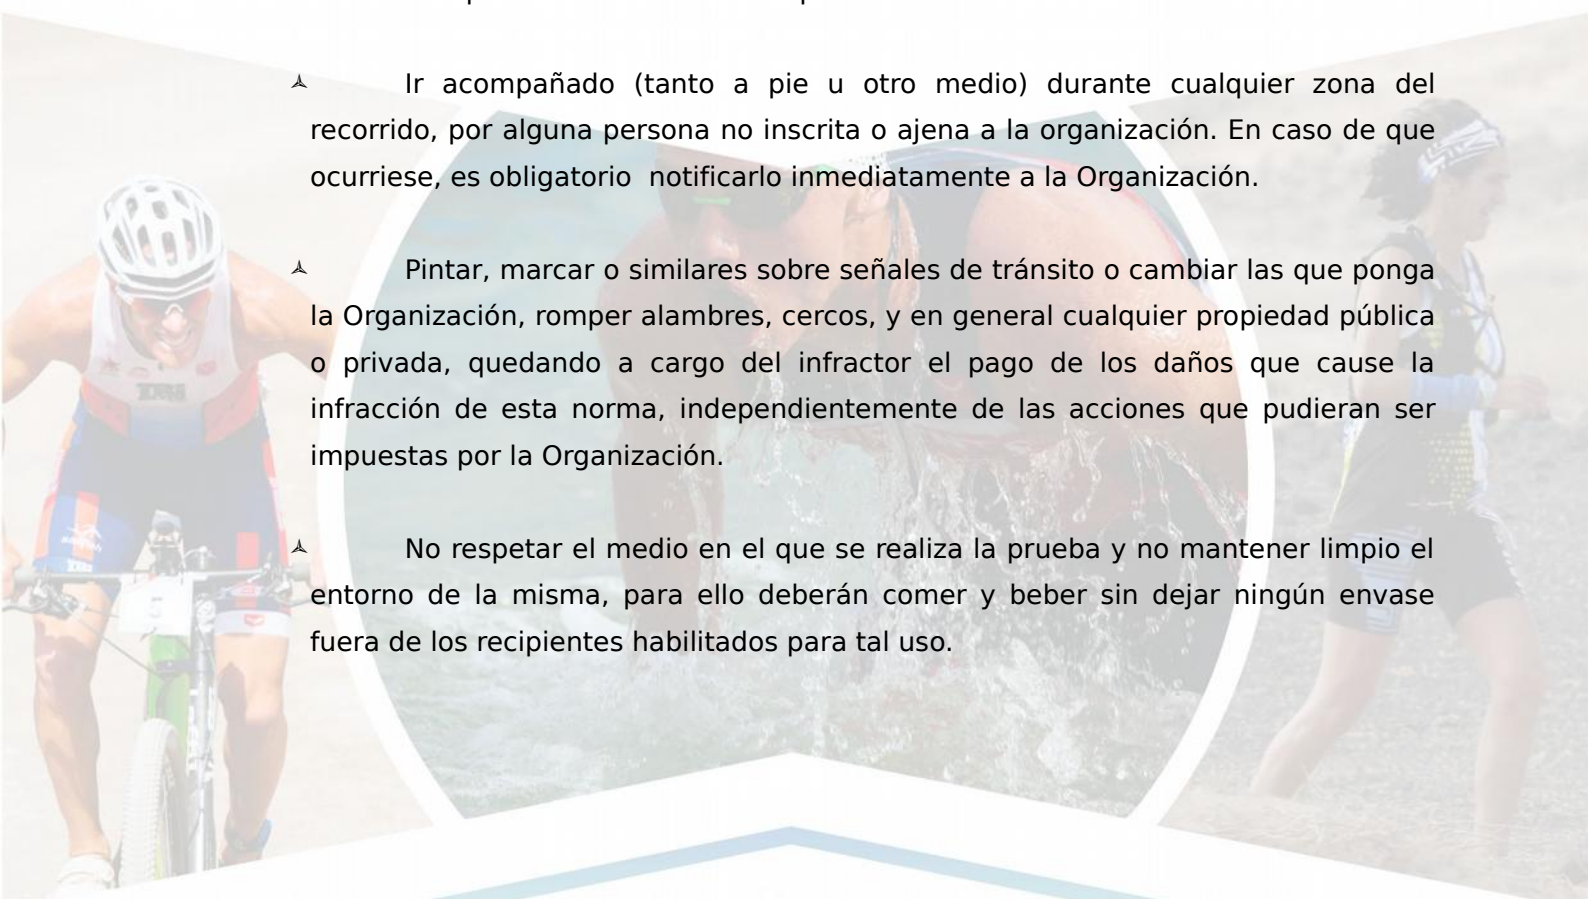 Ir acompañado (tanto a pie u otro medio) durante cualquier zona del
recorrido, por alguna persona no inscrita o ajena a la organización. En caso de que
ocurriese, es obligatorio  notificarlo inmediatamente a la Organización.
Pintar, marcar o similares sobre señales de tránsito o cambiar las que ponga
la Organización, romper alambres, cercos, y en general cualquier propiedad pública
o privada, quedando a cargo del infractor el pago de los daños que cause la
infracción de esta norma, independientemente de las acciones que pudieran ser
impuestas por la Organización.
No respetar el medio en el que se realiza la prueba y no mantener limpio el
entorno de la misma, para ello deberán comer y beber sin dejar ningún envase
fuera de los recipientes habilitados para tal uso.